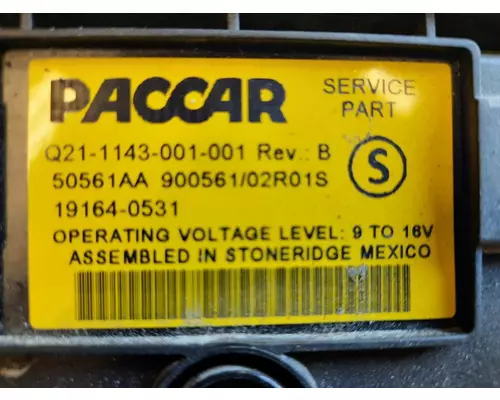 PACCAR
SERVICE
PART
Q21-1143-001-001 Rev.: B
S
50561AA 900561/02R01S
19164-0531
OPERATING VOLTAGE LEVEL: 9 TO 16V
ASSEMBLED IN STONERIDGE MEXICO